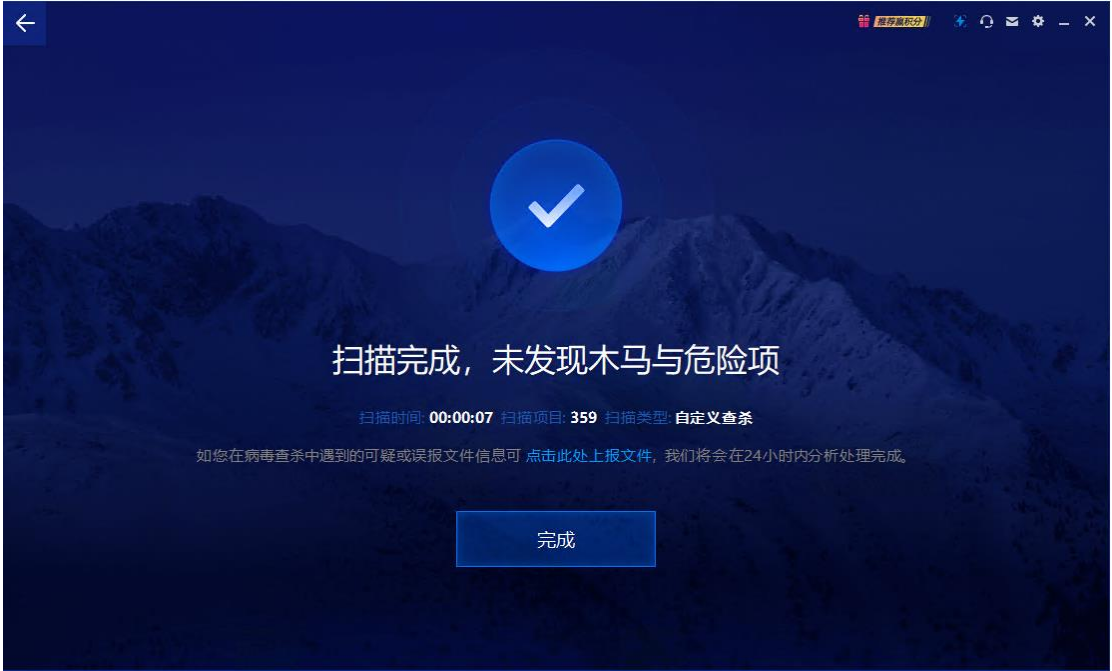 推荐赢积分
扫描完成，未发现木马与危险项
扫描时间: 00:00:07 扫描项目: 359 扫描类型: 自定义查杀
如您在病毒查杀中遇到的可疑或误报文件信息可 点击此处上报文件，我们将会在24小时内分析处理完成。
完成